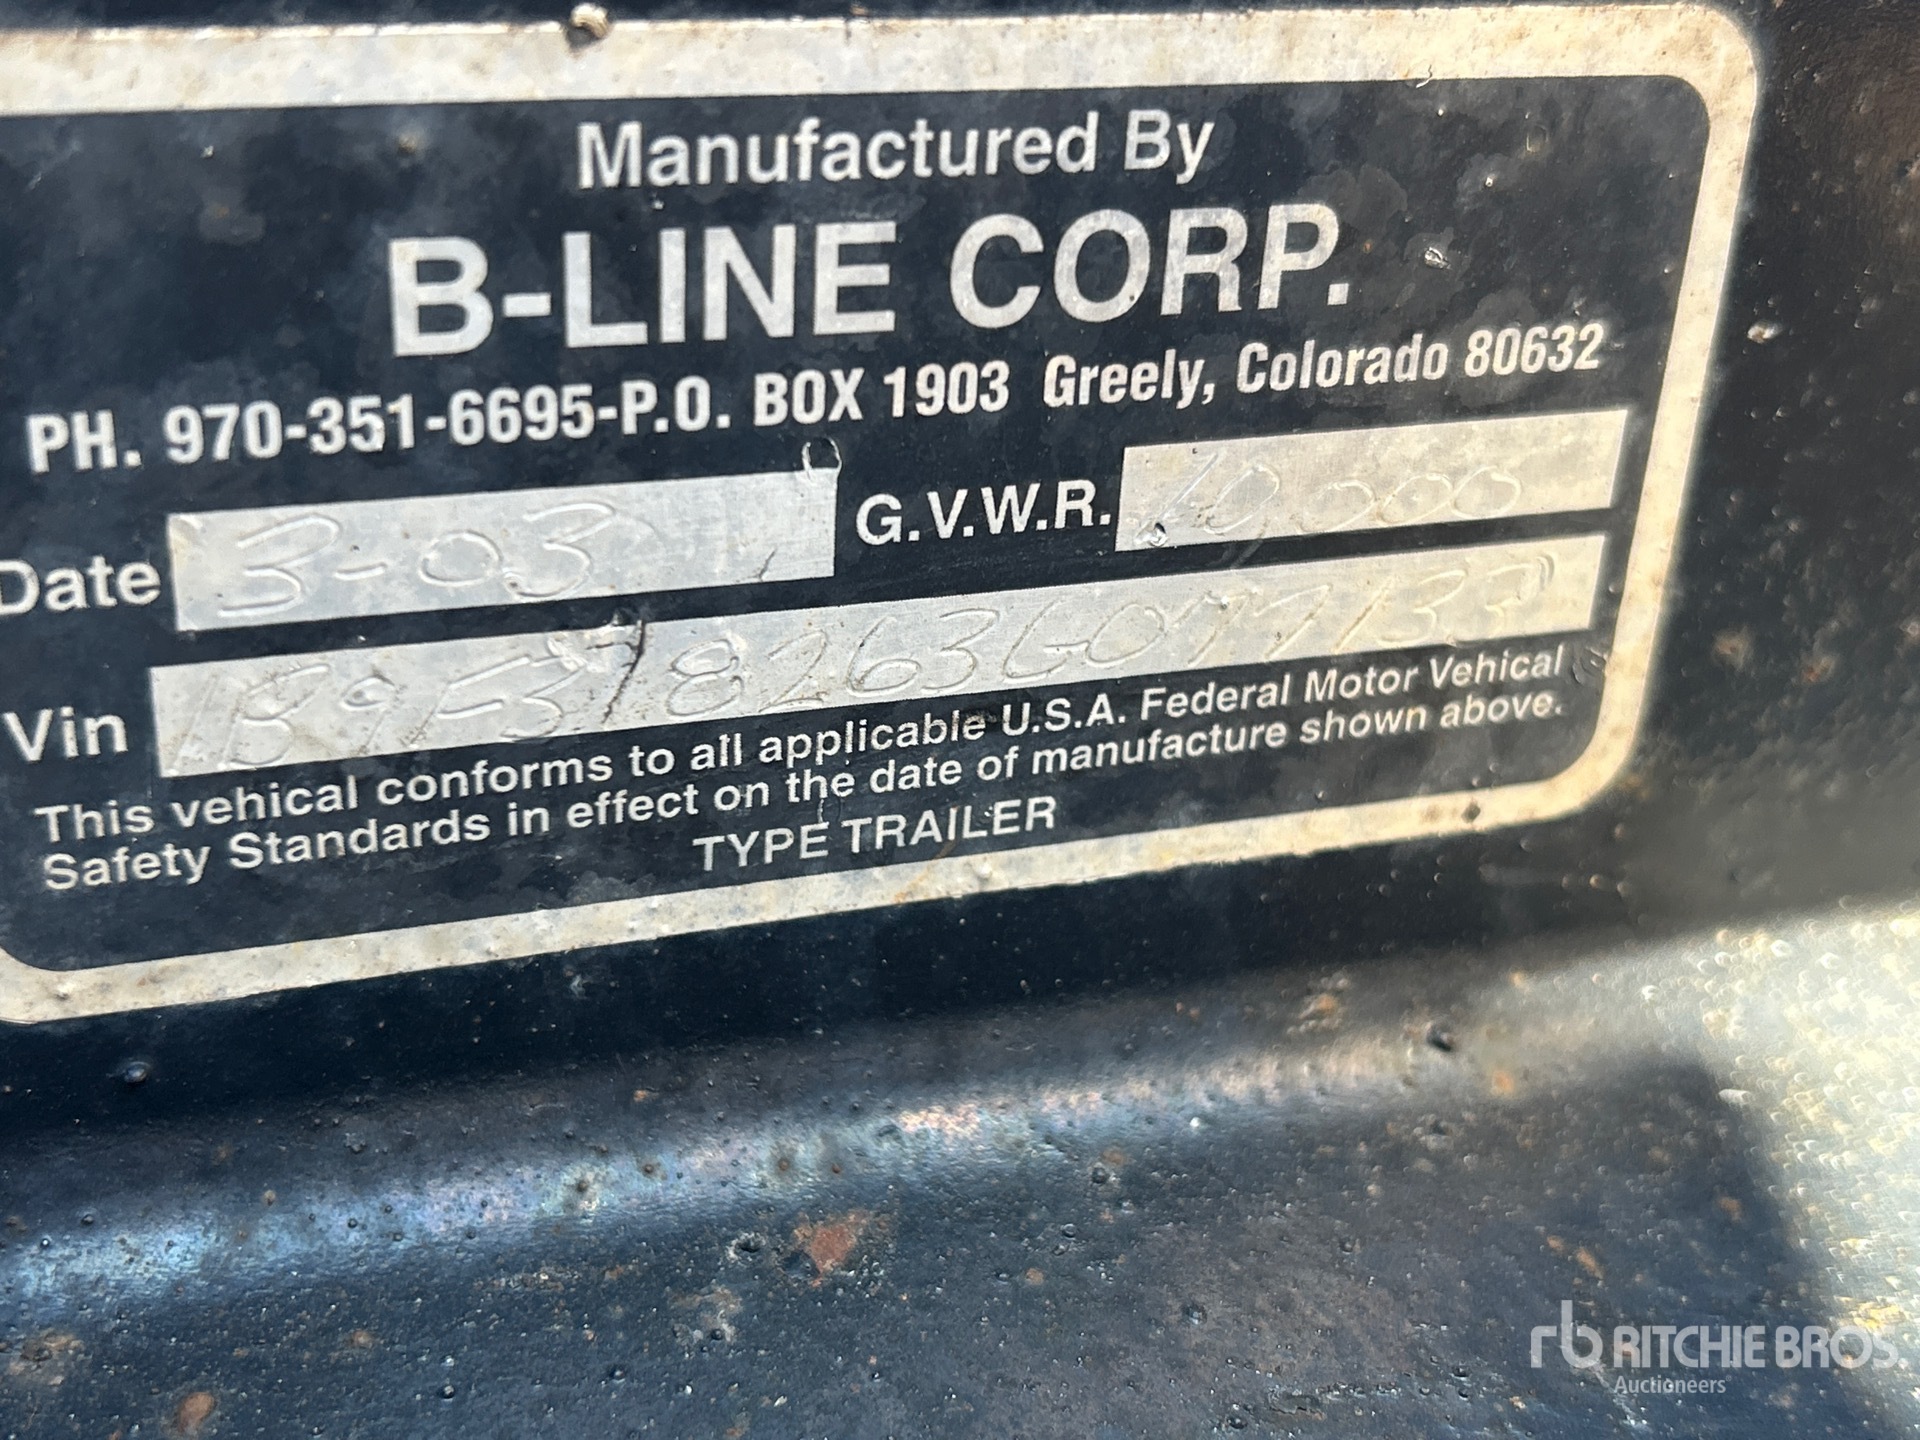 Manufactured By
B-LINE CORP.
PH. 970-351-6695-P.O. BOX 1903 Greely, Colorado 80632
Date 3-03 G.V.W.R. 10,000
Vin 1B9F378263G077133
This vehical conforms to all applicable U.S.A. Federal Motor Vehical
Safety Standards in effect on the date of manufacture shown above.
TYPE TRAILER
rb RITCHIE BROS.
Auctioneers